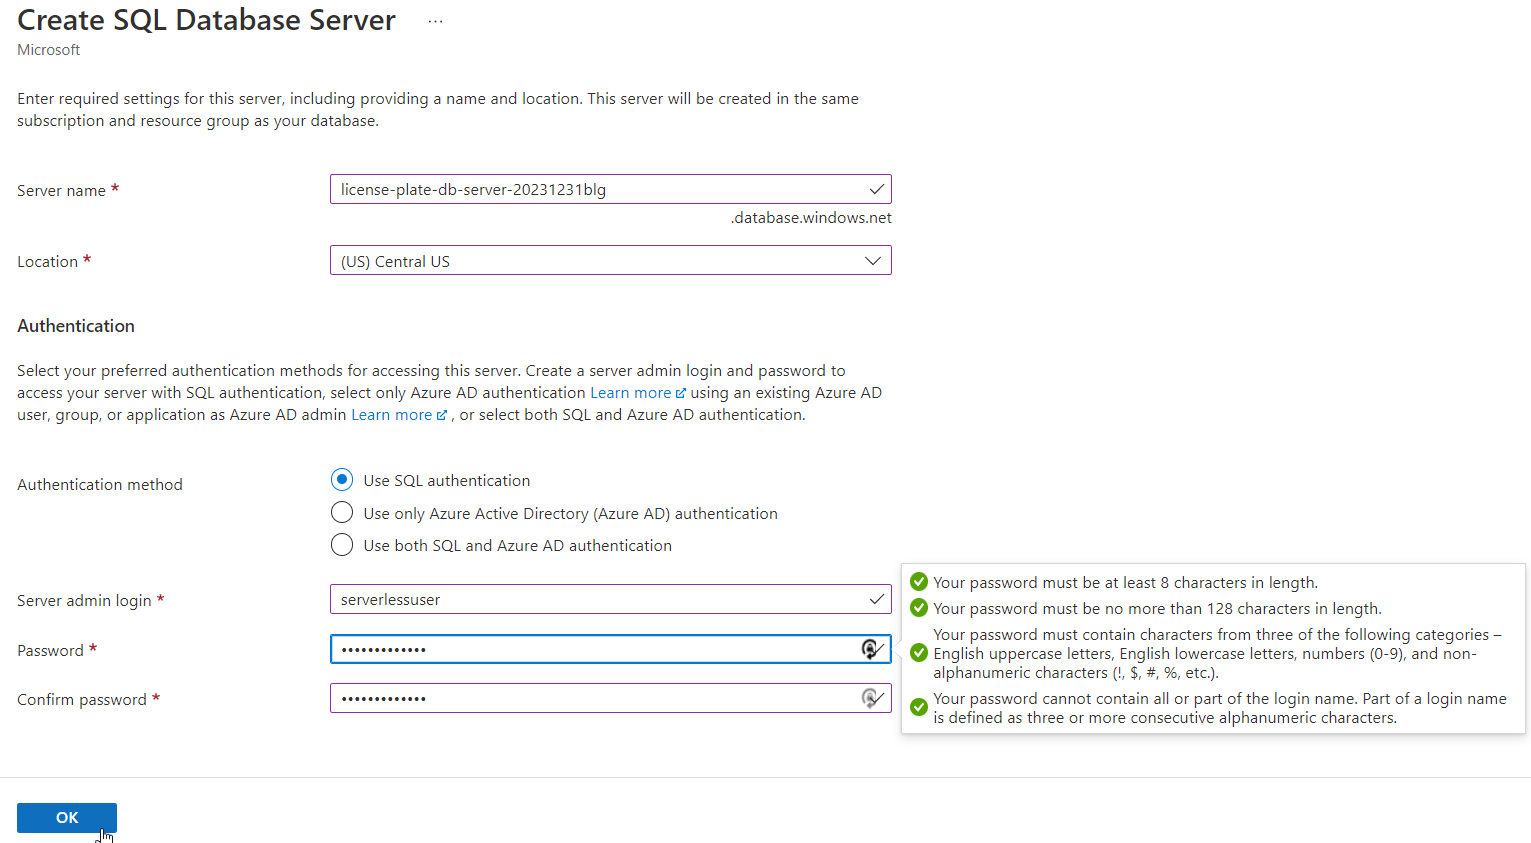 Create SQL Database Server ...
Microsoft
Enter required settings for this server, including providing a name and location. This server will be created in the same
subscription and resource group as your database.
Server name *
license-plate-db-server-20231231blg
.database.windows.net
Location *
(US) Central US
Authentication
Select your preferred authentication methods for accessing this server. Create a server admin login and password to
access your server with SQL authentication, select only Azure AD authentication Learn more using an existing Azure AD
user, group, or application as Azure AD admin Learn more , or select both SQL and Azure AD authentication.
Authentication method
Use SQL authentication
Use only Azure Active Directory (Azure AD) authentication
Use both SQL and Azure AD authentication
Server admin login *
serverlessuser
Password *
•••••••••••••
Confirm password *
•••••••••••••
Your password must be at least 8 characters in length.
Your password must be no more than 128 characters in length.
Your password must contain characters from three of the following categories –
English uppercase letters, English lowercase letters, numbers (0-9), and non-
alphanumeric characters (!, $, #, %, etc.).
Your password cannot contain all or part of the login name. Part of a login name
is defined as three or more consecutive alphanumeric characters.
OK